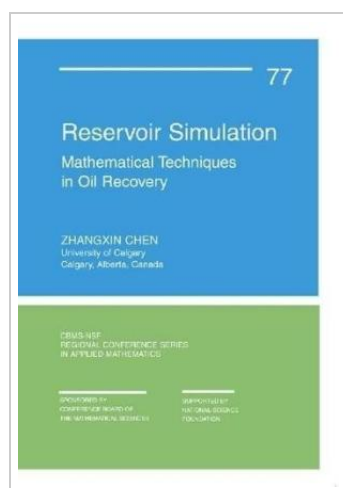 77
Reservoir Simulation
Mathematical Techniques
in Oil Recovery
ZHANGXIN CHEN
University of Calgary
Calgary, Alberta, Canada
CBMS-NSF
REGIONAL CONFERENCE SERIES
IN APPLIED MATHEMATICS
SPONSORED BY
CONFERENCE BOARD OF
THE MATHEMATICAL SCIENCES
SUPPORTED BY
NATIONAL SCIENCE
FOUNDATION